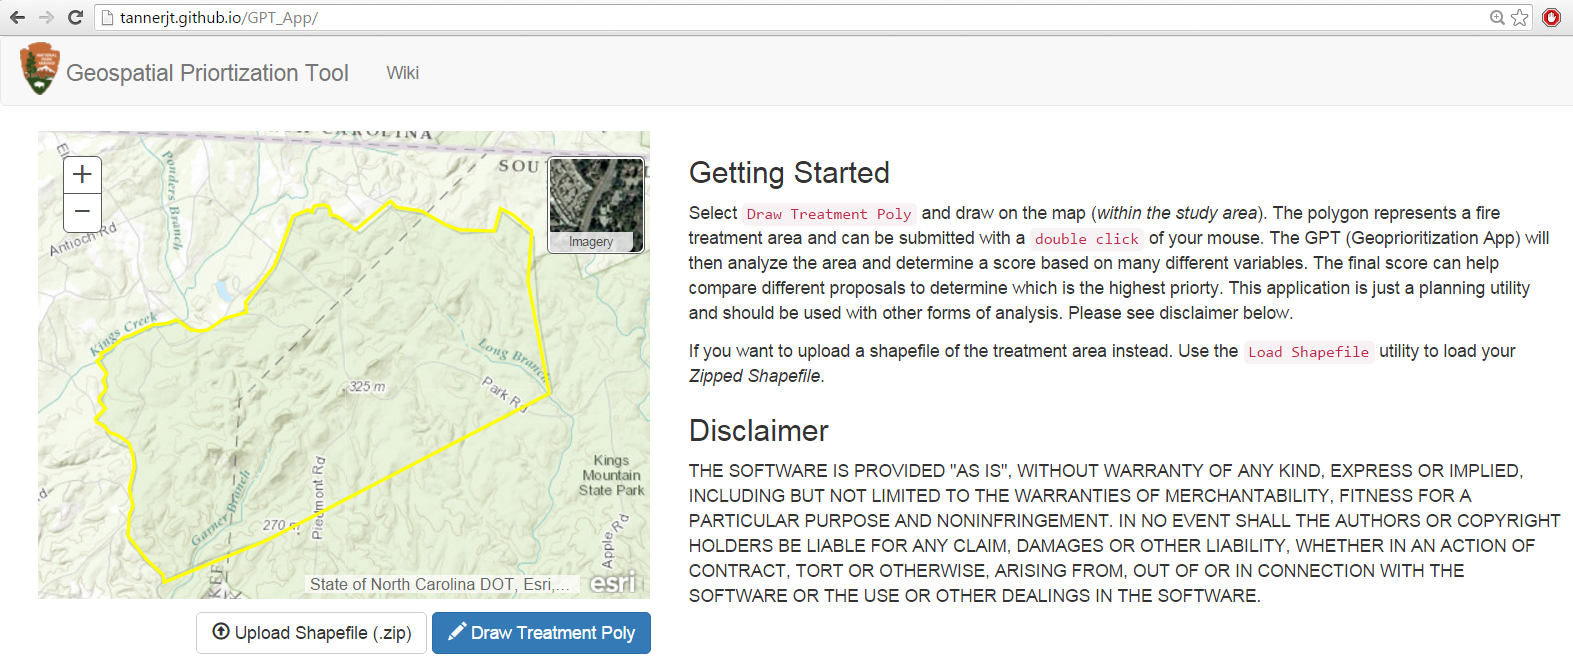 tannerjt.github.io/GPT_App/
Geospatial Priortization Tool
Wiki
CAROLINA
SOU
Ponders Branch
Antioch Rd
Imagery
Kings Creek
Long Branch
325 m
Park Rd
Kings
Mountain
State Park
Piedmont Rd
Garner Branch
270 m
Apple Rd
State of North Carolina DOT, Esri,...
esri
Upload Shapefile (.zip)
Draw Treatment Poly
Getting Started
Select Draw Treatment Poly and draw on the map (within the study area). The polygon represents a fire
treatment area and can be submitted with a double click of your mouse. The GPT (Geoprioritization App) will
then analyze the area and determine a score based on many different variables. The final score can help
compare different proposals to determine which is the highest priorty. This application is just a planning utility
and should be used with other forms of analysis. Please see disclaimer below.
If you want to upload a shapefile of the treatment area instead. Use the Load Shapefile utility to load your
Zipped Shapefile.
Disclaimer
THE SOFTWARE IS PROVIDED "AS IS", WITHOUT WARRANTY OF ANY KIND, EXPRESS OR IMPLIED,
INCLUDING BUT NOT LIMITED TO THE WARRANTIES OF MERCHANTABILITY, FITNESS FOR A
PARTICULAR PURPOSE AND NONINFRINGEMENT. IN NO EVENT SHALL THE AUTHORS OR COPYRIGHT
HOLDERS BE LIABLE FOR ANY CLAIM, DAMAGES OR OTHER LIABILITY, WHETHER IN AN ACTION OF
CONTRACT, TORT OR OTHERWISE, ARISING FROM, OUT OF OR IN CONNECTION WITH THE
SOFTWARE OR THE USE OR OTHER DEALINGS IN THE SOFTWARE.